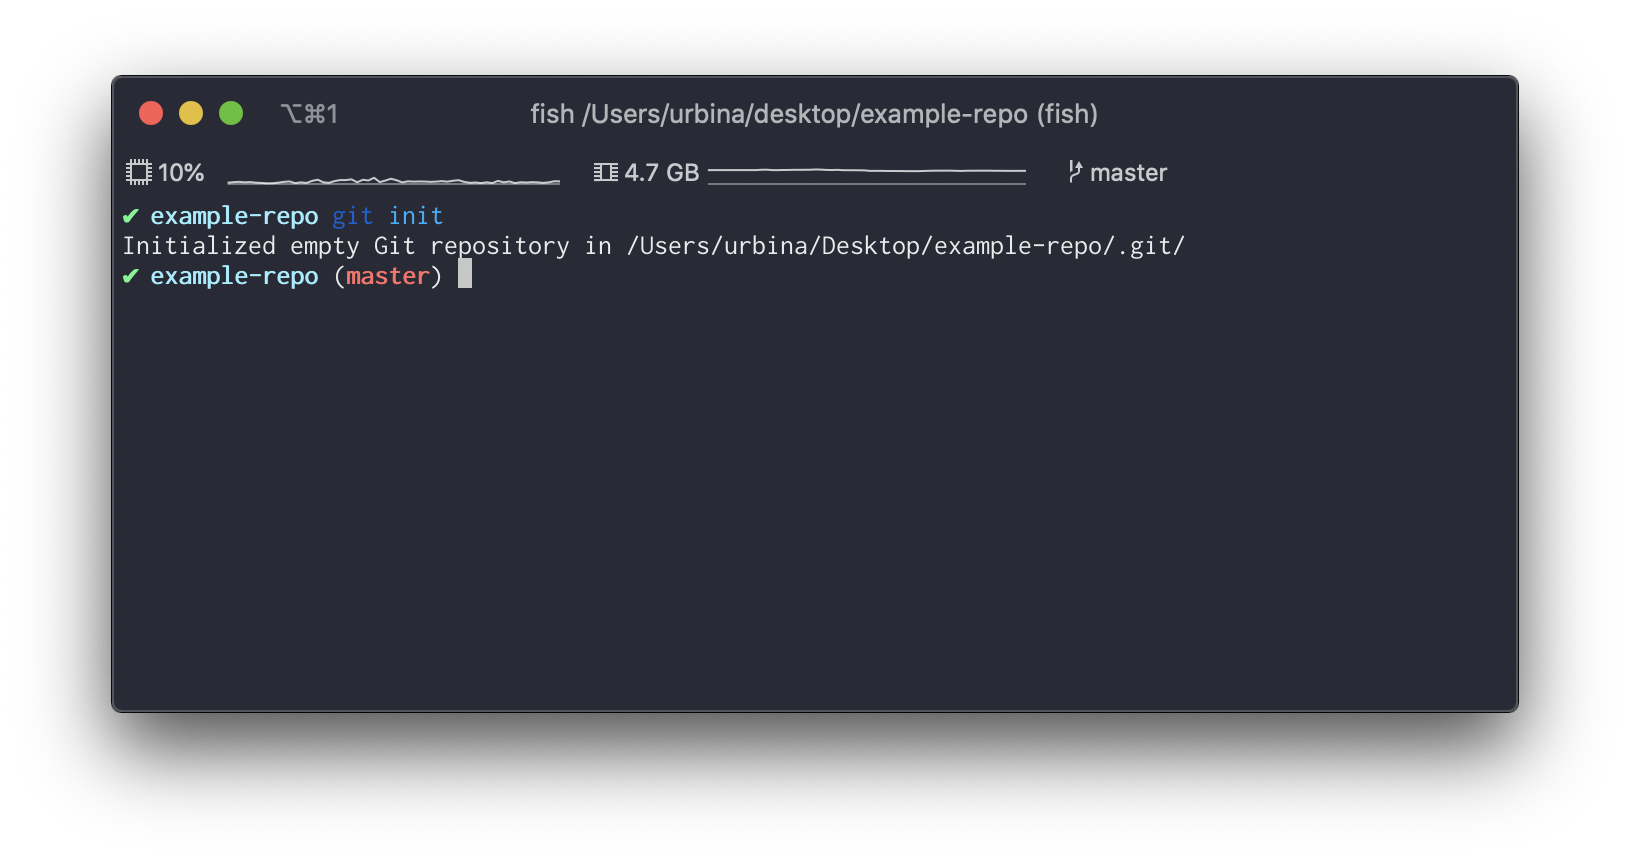 ⌥⌘1 fish /Users/urbina/desktop/example-repo (fish)
10% 4.7 GB master
✔ example-repo git init
Initialized empty Git repository in /Users/urbina/Desktop/example-repo/.git/
✔ example-repo (master)